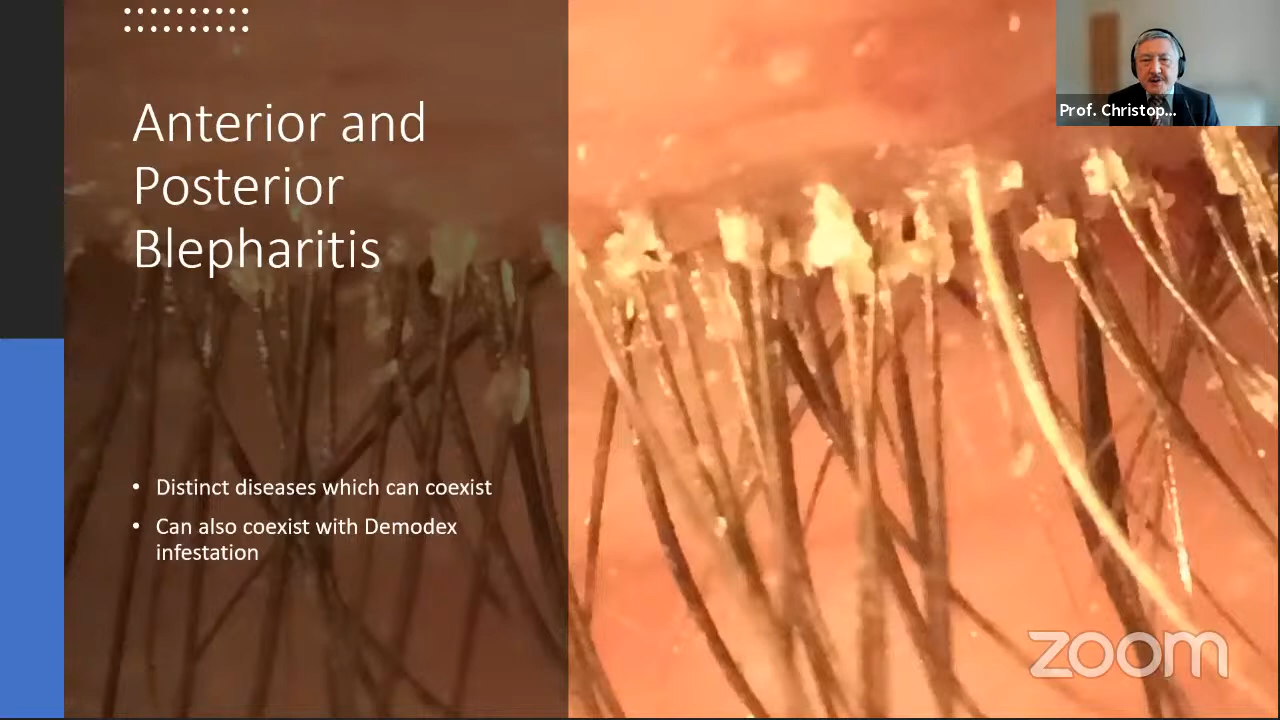 Anterior and
Posterior
Blepharitis
• Distinct diseases which can coexist
• Can also coexist with Demodex
infestation
Prof. Christop...
zoom